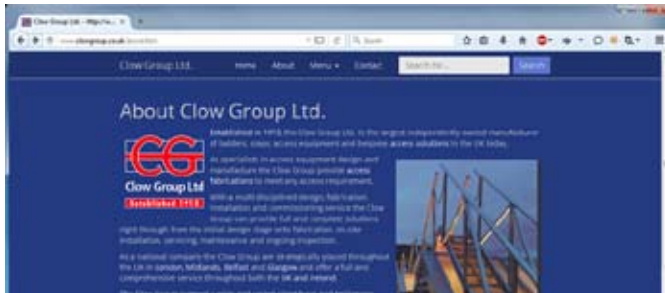 Clow Group Ltd. - http://w...
Search
Clow Group Ltd.
Home About Menu Contact Search for... Search
About Clow Group Ltd.
CG
Clow Group Ltd
Established 1913
Established in 1913, the Clow Group Ltd. is the largest independently owned manufacturer
of ladders, steps, access equipment and bespoke access solutions in the UK today.
As specialists in access equipment design and
manufacture the Clow Group provide access
fabrications to meet any access requirement.
With a multi disciplined design, fabrication,
installation and commissioning service the Clow
Group can provide full and complete solutions
right through from the initial design stage onto fabrication, on-site
installation, servicing, maintenance and ongoing inspection.
As a national company the Clow Group are strategically placed throughout
the UK in London, Midlands, Belfast and Glasgow and offer a full and
comprehensive service throughout both the UK and Ireland.